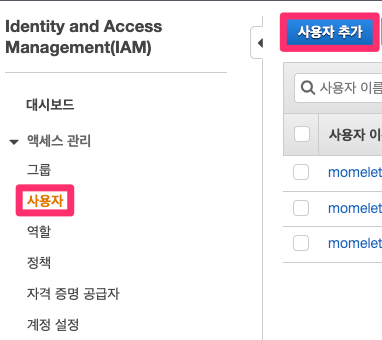 Identity and Access
Management(IAM)
대시보드
액세스 관리
그룹
사용자
역할
정책
자격 증명 공급자
계정 설정
사용자 추가
사용자 이름
사용자 이
momelet
momelet
momelet